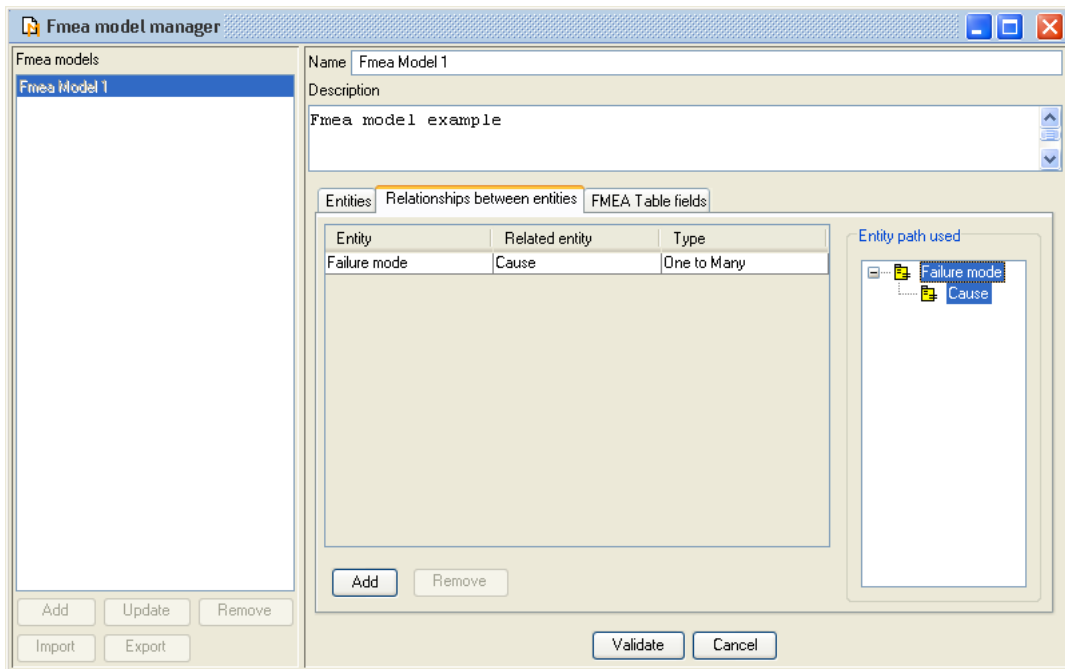 Fmea model manager
Fmea models
Fmea Model 1
Add Update Remove
Import Export
Name Fmea Model 1
Description
Fmea model example
Entities Relationships between entities FMEA Table fields
Entity Related entity Type
Failure mode Cause One to Many
Add Remove
Entity path used
Failure mode
Cause
Validate Cancel